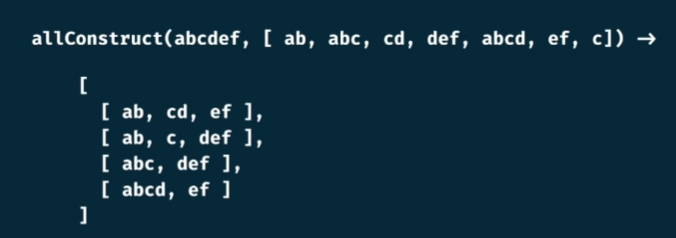 allConstruct(abcdef, [ ab, abc, cd, def, abcd, ef, c]) →
[
[ ab, cd, ef ],
[ ab, c, def ],
[ abc, def ],
[ abcd, ef ]
]